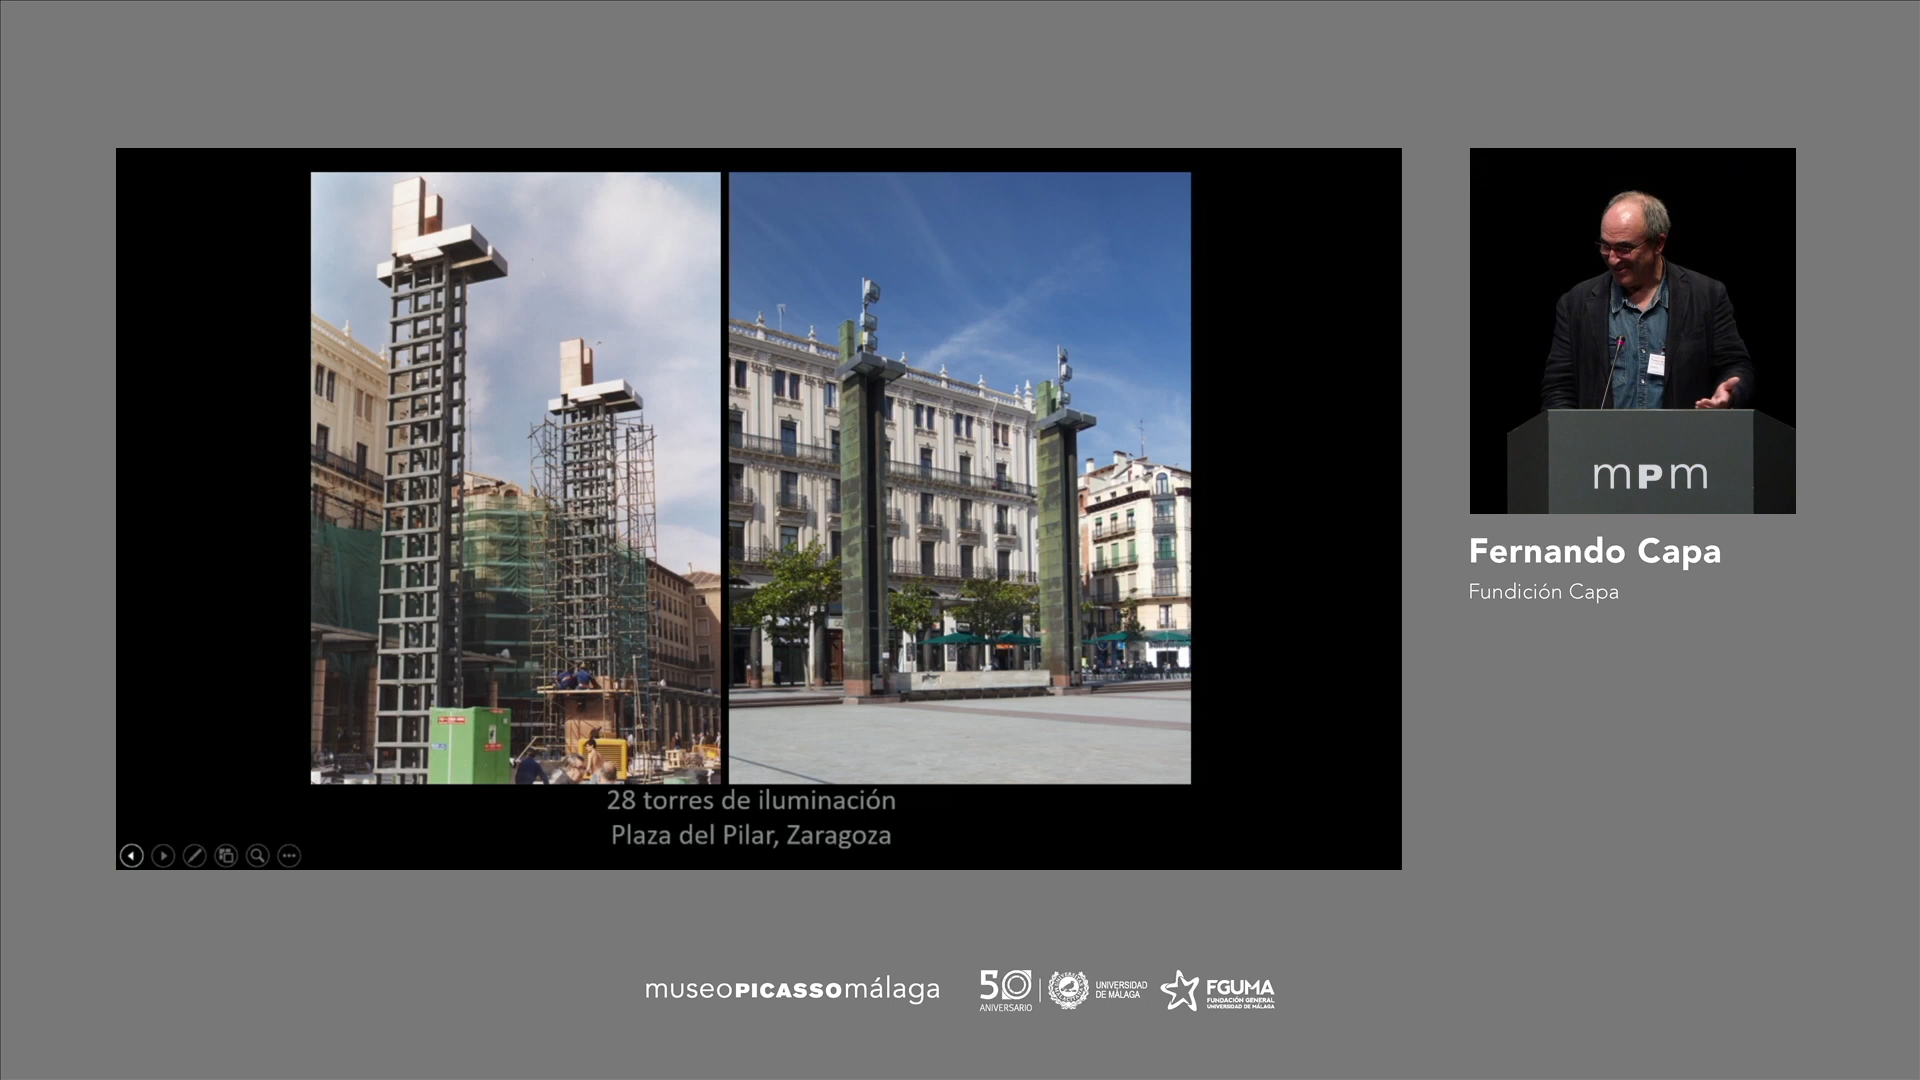 28 torres de iluminación
Plaza del Pilar, Zaragoza
mPm
Fernando Capa
Fundición Capa
museoPICASSOmálaga
50
ANIVERSARIO
UNIVERSIDAD
DE MÁLAGA
FGUMA
FUNDACIÓN GENERAL
UNIVERSIDAD DE MÁLAGA